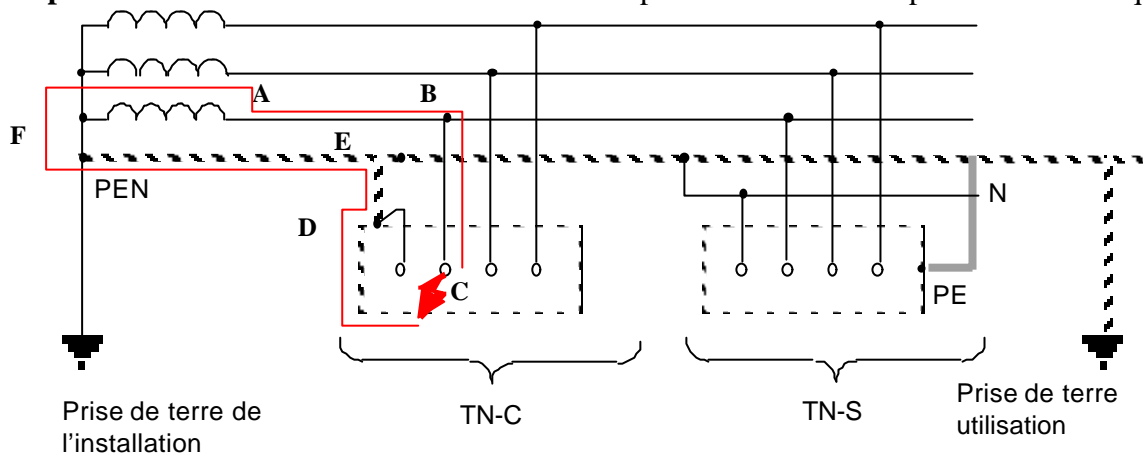 A
B
F
E
PEN
N
D
C
PE
TN-C
TN-S
Prise de terre de
l'installation
Prise de terre
utilisation